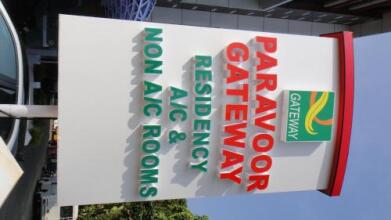 GATEWAY
PARAVOOR
GATEWAY
RESIDENCY
A/C &
NON A/C ROOMS